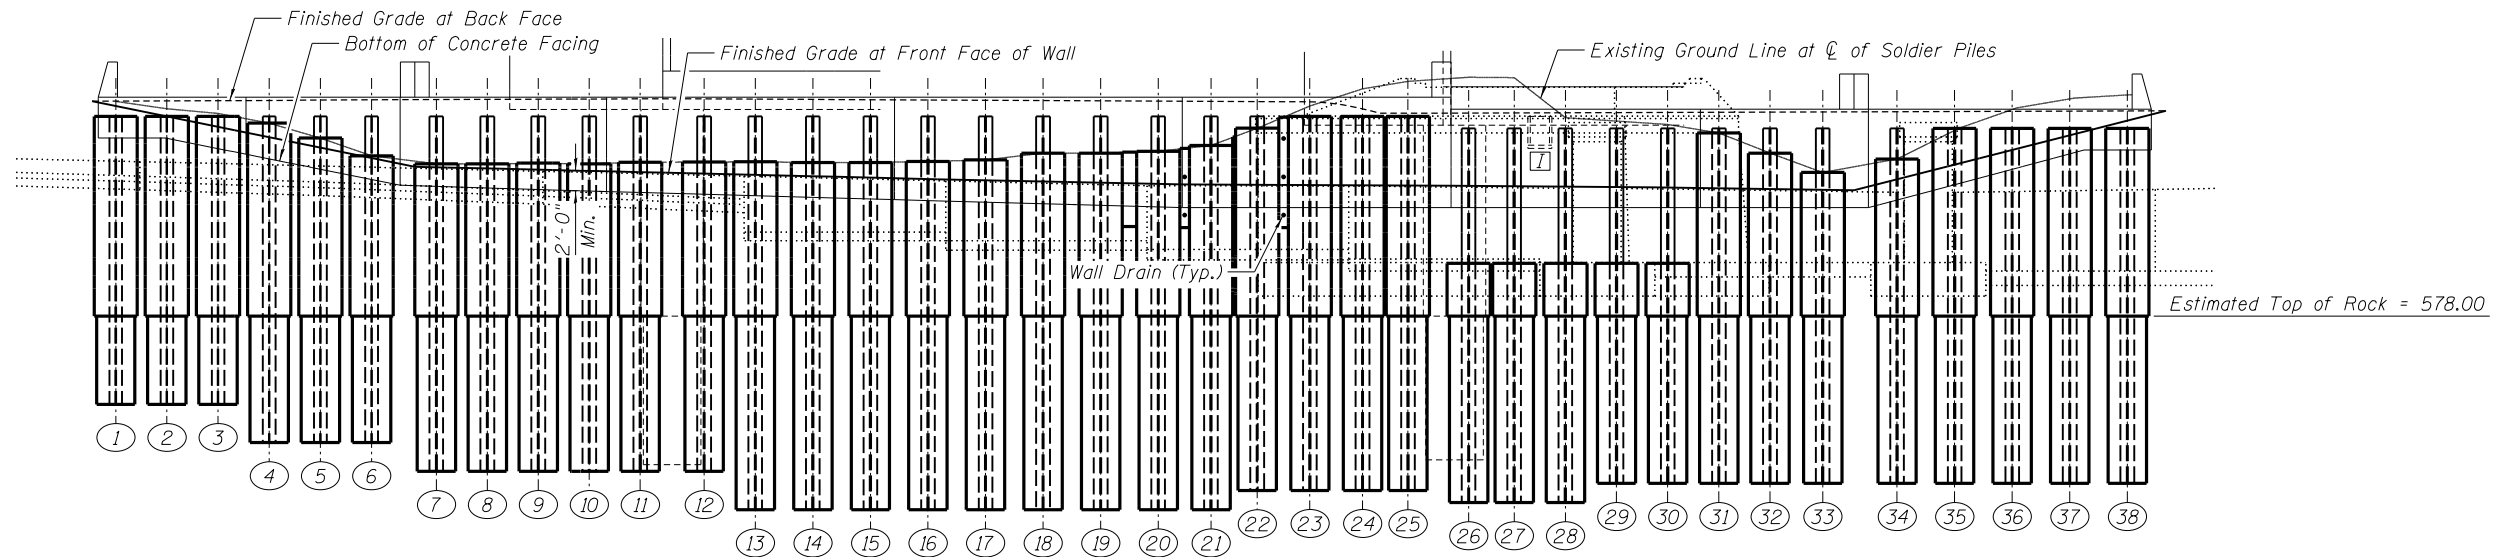 Finished Grade at Back Face
Bottom of Concrete Facing
Finished Grade at Front Face of Wall
Existing Ground Line at ℄ of Soldier Piles
I
2'-0"
Min.
Wall Drain (Typ.)
Estimated Top of Rock = 578.00
1 2 3
4 5 6
7 8 9 10 11 12
13 14 15 16 17 18 19 20 21
22 23 24 25
26 27 28
29 30 31 32 33 34 35 36 37 38